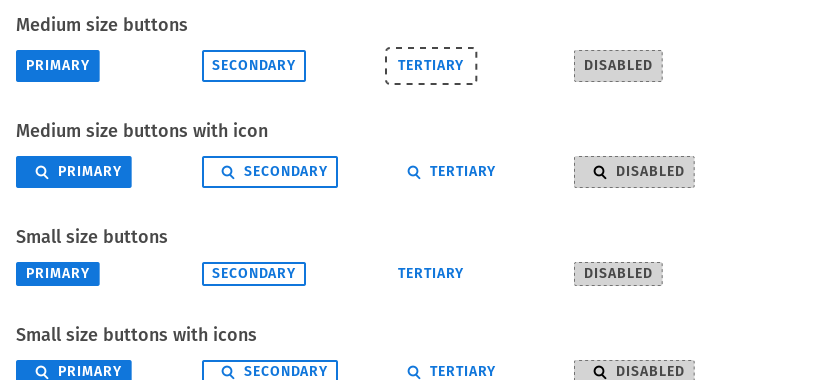 Medium size buttons
PRIMARY SECONDARY TERTIARY DISABLED
Medium size buttons with icon
PRIMARY SECONDARY TERTIARY DISABLED
Small size buttons
PRIMARY SECONDARY TERTIARY DISABLED
Small size buttons with icons
PRIMARY SECONDARY TERTIARY DISABLED